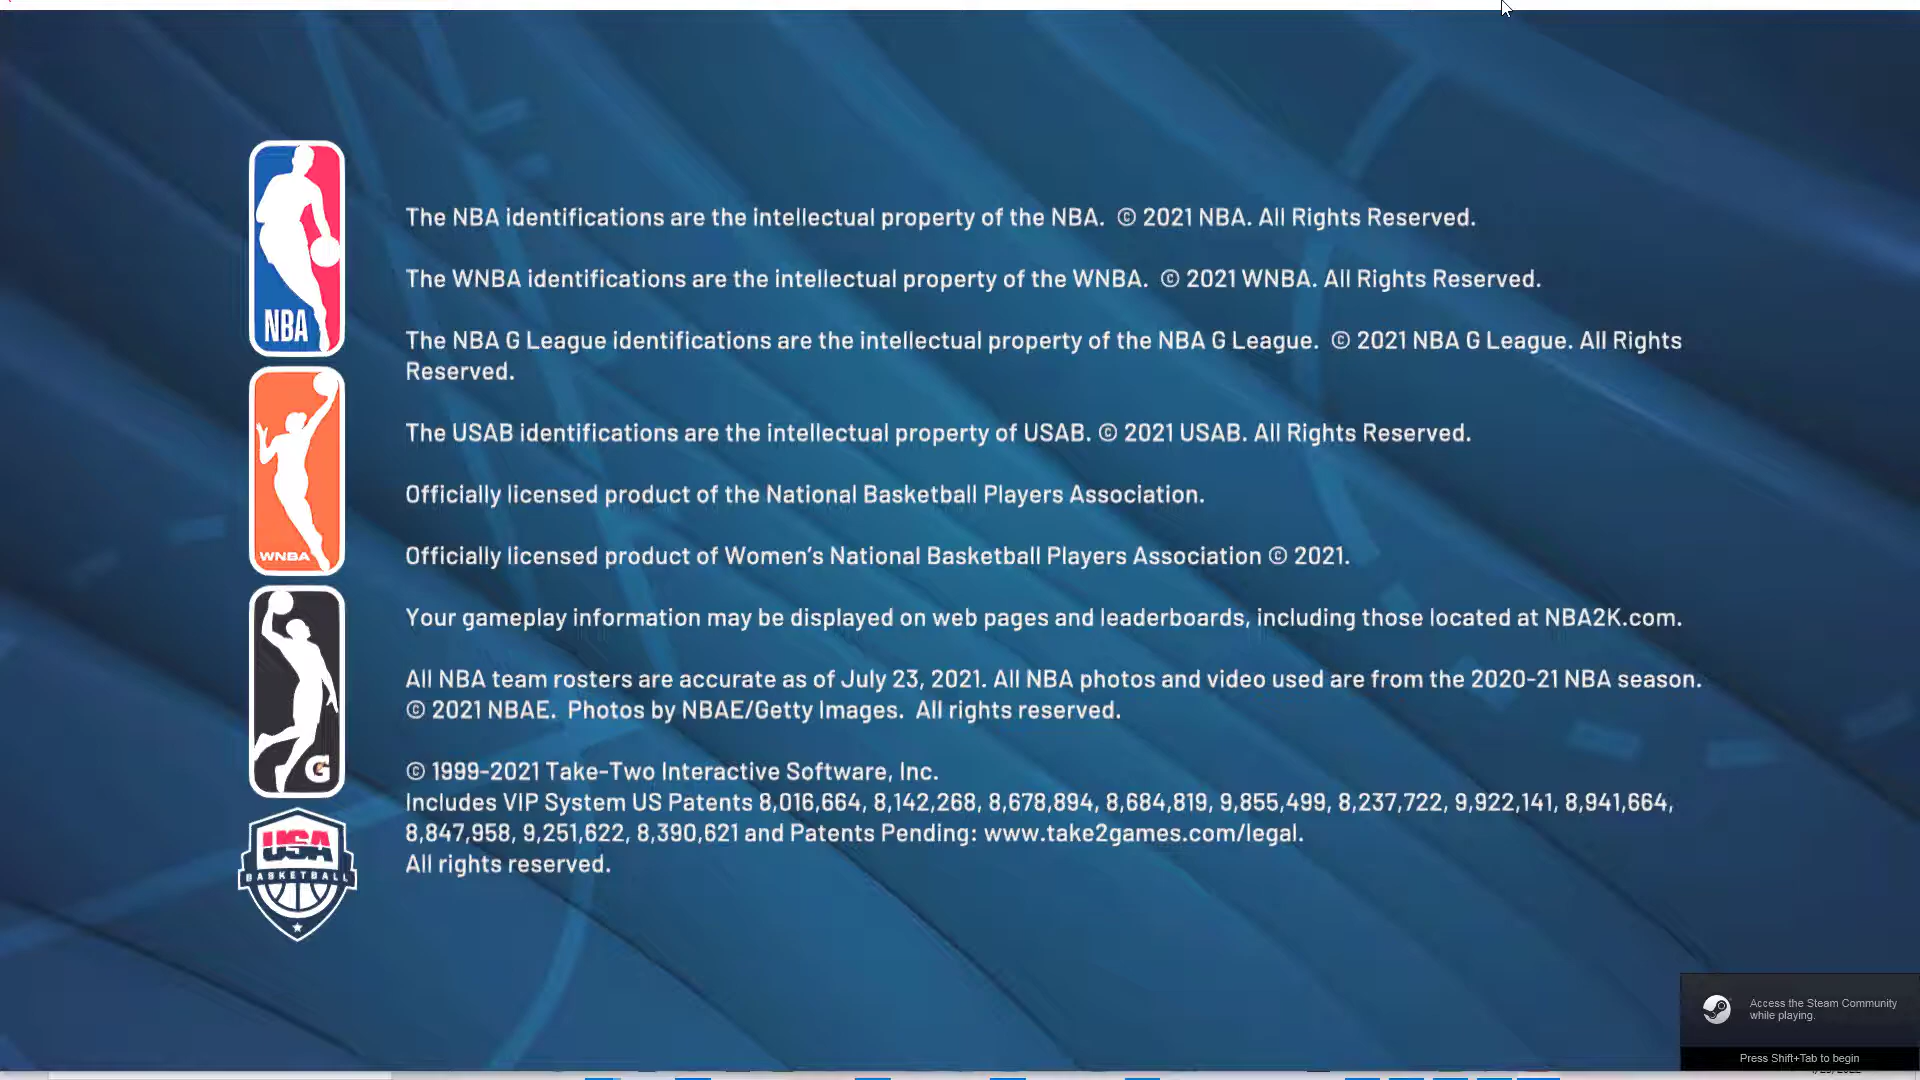 The NBA identifications are the intellectual property of the NBA. © 2021 NBA. All Rights Reserved.
The WNBA identifications are the intellectual property of the WNBA. © 2021 WNBA. All Rights Reserved.
The NBA G League identifications are the intellectual property of the NBA G League. © 2021 NBA G League. All Rights
Reserved.
The USAB identifications are the intellectual property of USAB. © 2021 USAB. All Rights Reserved.
Officially licensed product of the National Basketball Players Association.
Officially licensed product of Women's National Basketball Players Association © 2021.
Your gameplay information may be displayed on web pages and leaderboards, including those located at NBA2K.com.
All NBA team rosters are accurate as of July 23, 2021. All NBA photos and video used are from the 2020-21 NBA season.
© 2021 NBAE. Photos by NBAE/Getty Images. All rights reserved.
© 1999-2021 Take-Two Interactive Software, Inc.
Includes VIP System US Patents 8,016,664, 8,142,268, 8,678,894, 8,684,819, 9,855,499, 8,237,722, 9,922,141, 8,941,664,
8,847,958, 9,251,622, 8,390,621 and Patents Pending: www.take2games.com/legal.
All rights reserved.
NBA
WNBA
G
USA
BASKETBALL
Access the Steam Community
while playing.
Press Shift+Tab to begin